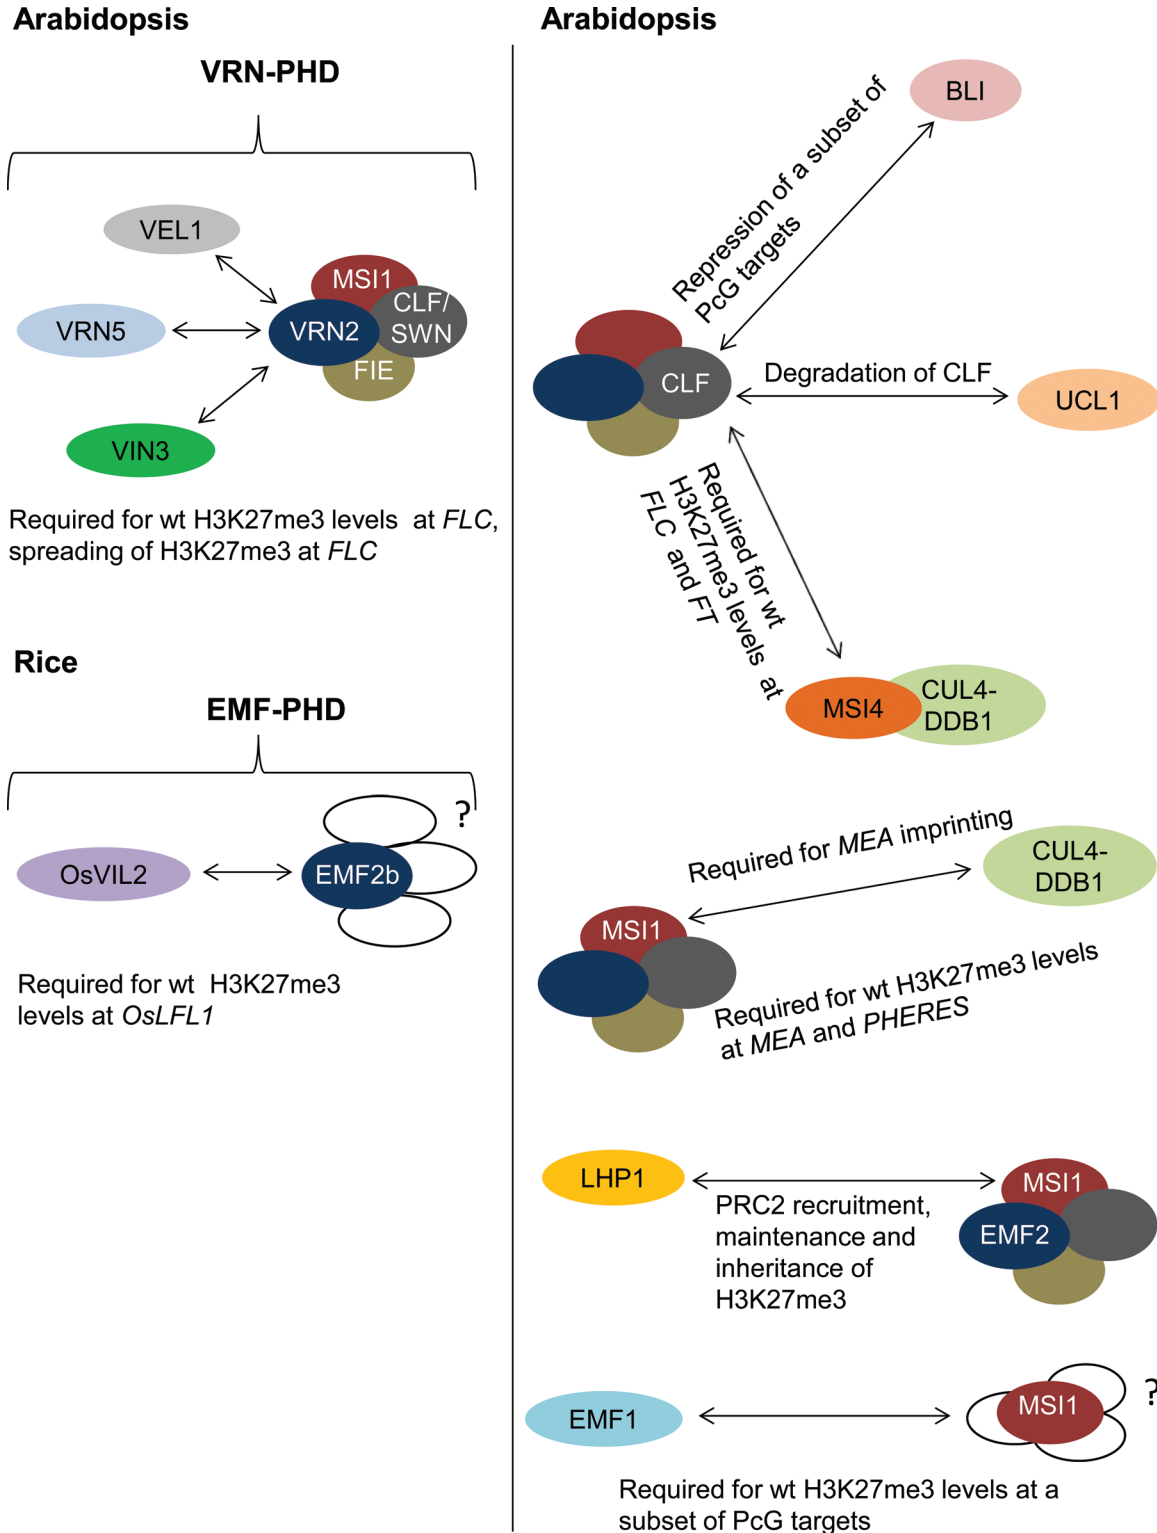 Arabidopsis
VRN-PHD
VEL1
MSI1
CLF/
SWN
VRN5
VRN2
FIE
VIN3
Required for wt H3K27me3 levels at FLC,
spreading of H3K27me3 at FLC
Rice
EMF-PHD
?
OsVIL2
EMF2b
Required for wt H3K27me3
levels at OsLFL1
Arabidopsis
BLI
Repression of a subset of
PcG targets
CLF
Degradation of CLF
UCL1
Required for wt
H3K27me3 levels at
FLC and FT
MSI4
CUL4-
DDB1
Required for MEA imprinting
CUL4-
DDB1
MSI1
Required for wt H3K27me3 levels
at MEA and PHERES
LHP1
MSI1
EMF2
PRC2 recruitment,
maintenance and
inheritance of
H3K27me3
EMF1
MSI1
?
Required for wt H3K27me3 levels at a
subset of PcG targets